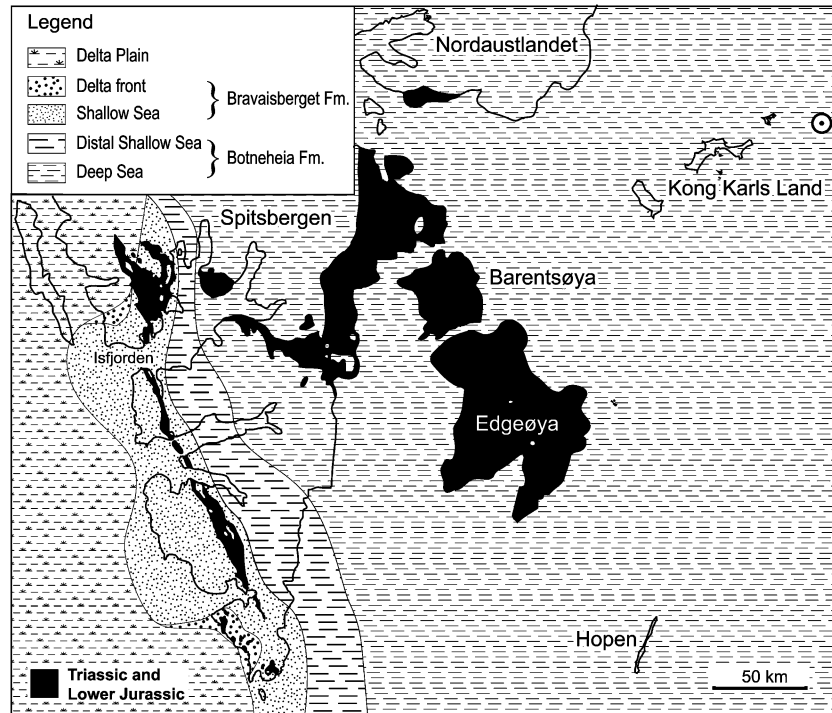 Legend
Delta Plain
Delta front
Shallow Sea
Bravaisberget Fm.
Distal Shallow Sea
Deep Sea
Botneheia Fm.
Nordaustlandet
Kong Karls Land
Spitsbergen
Barentsøya
Isfjorden
Edgeøya
Hopen
Triassic and
Lower Jurassic
50 km